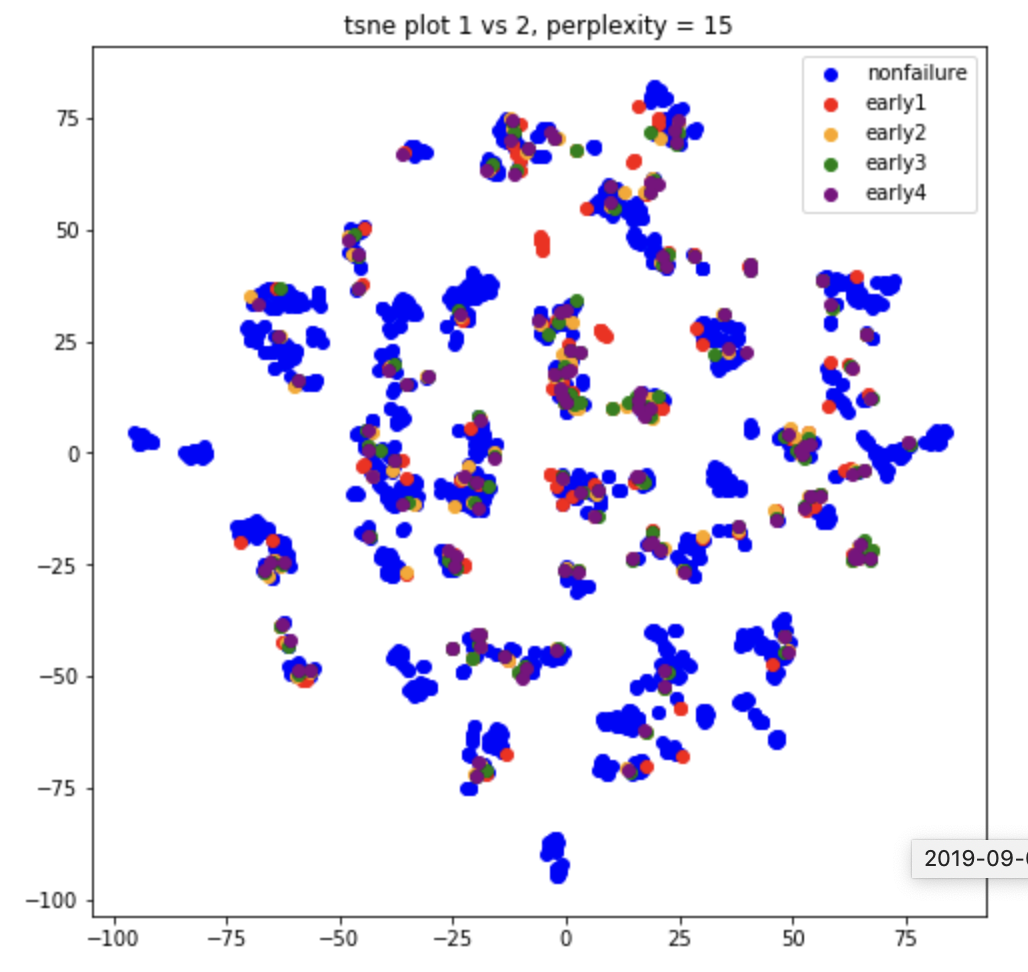 tsne plot 1 vs 2, perplexity = 15
nonfailure
early1
early2
early3
early4
75
50
25
0
−25
−50
−75
−100
−100 −75 −50 −25 0 25 50 75
2019-09-